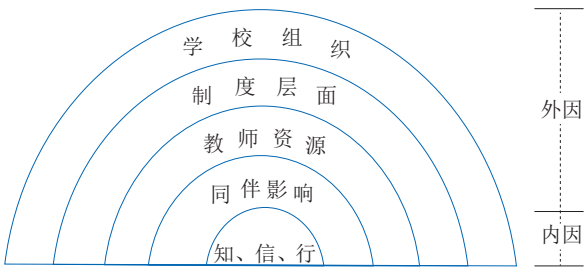 学校组织
制度层面
教师资源
外因
同伴影响
知、信、行
内因